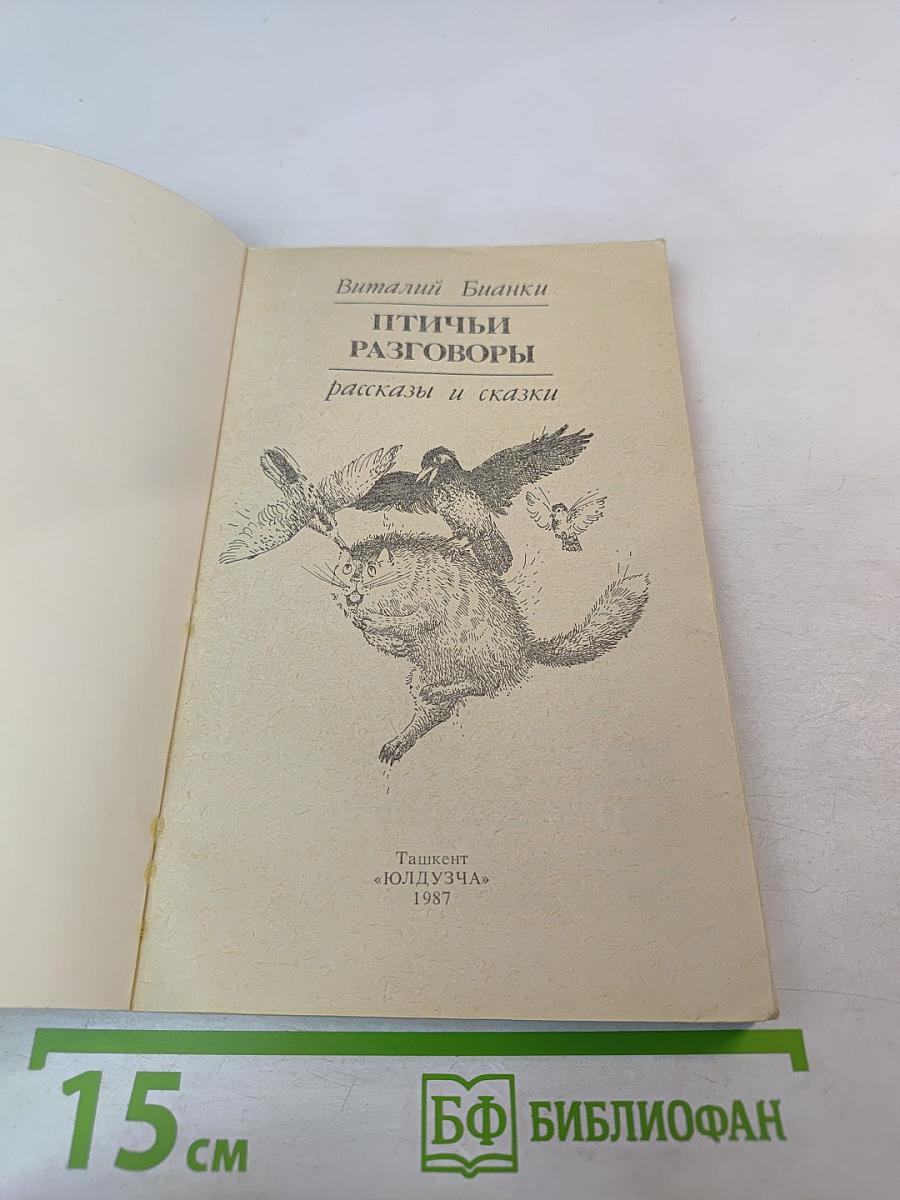 Виталий Бианки
ПТИЧЬИ
РАЗГОВОРЫ
рассказы и сказки
Ташкент
«ЮЛДУЗЧА»
1987
15 см
БФ БИБЛИОФАН